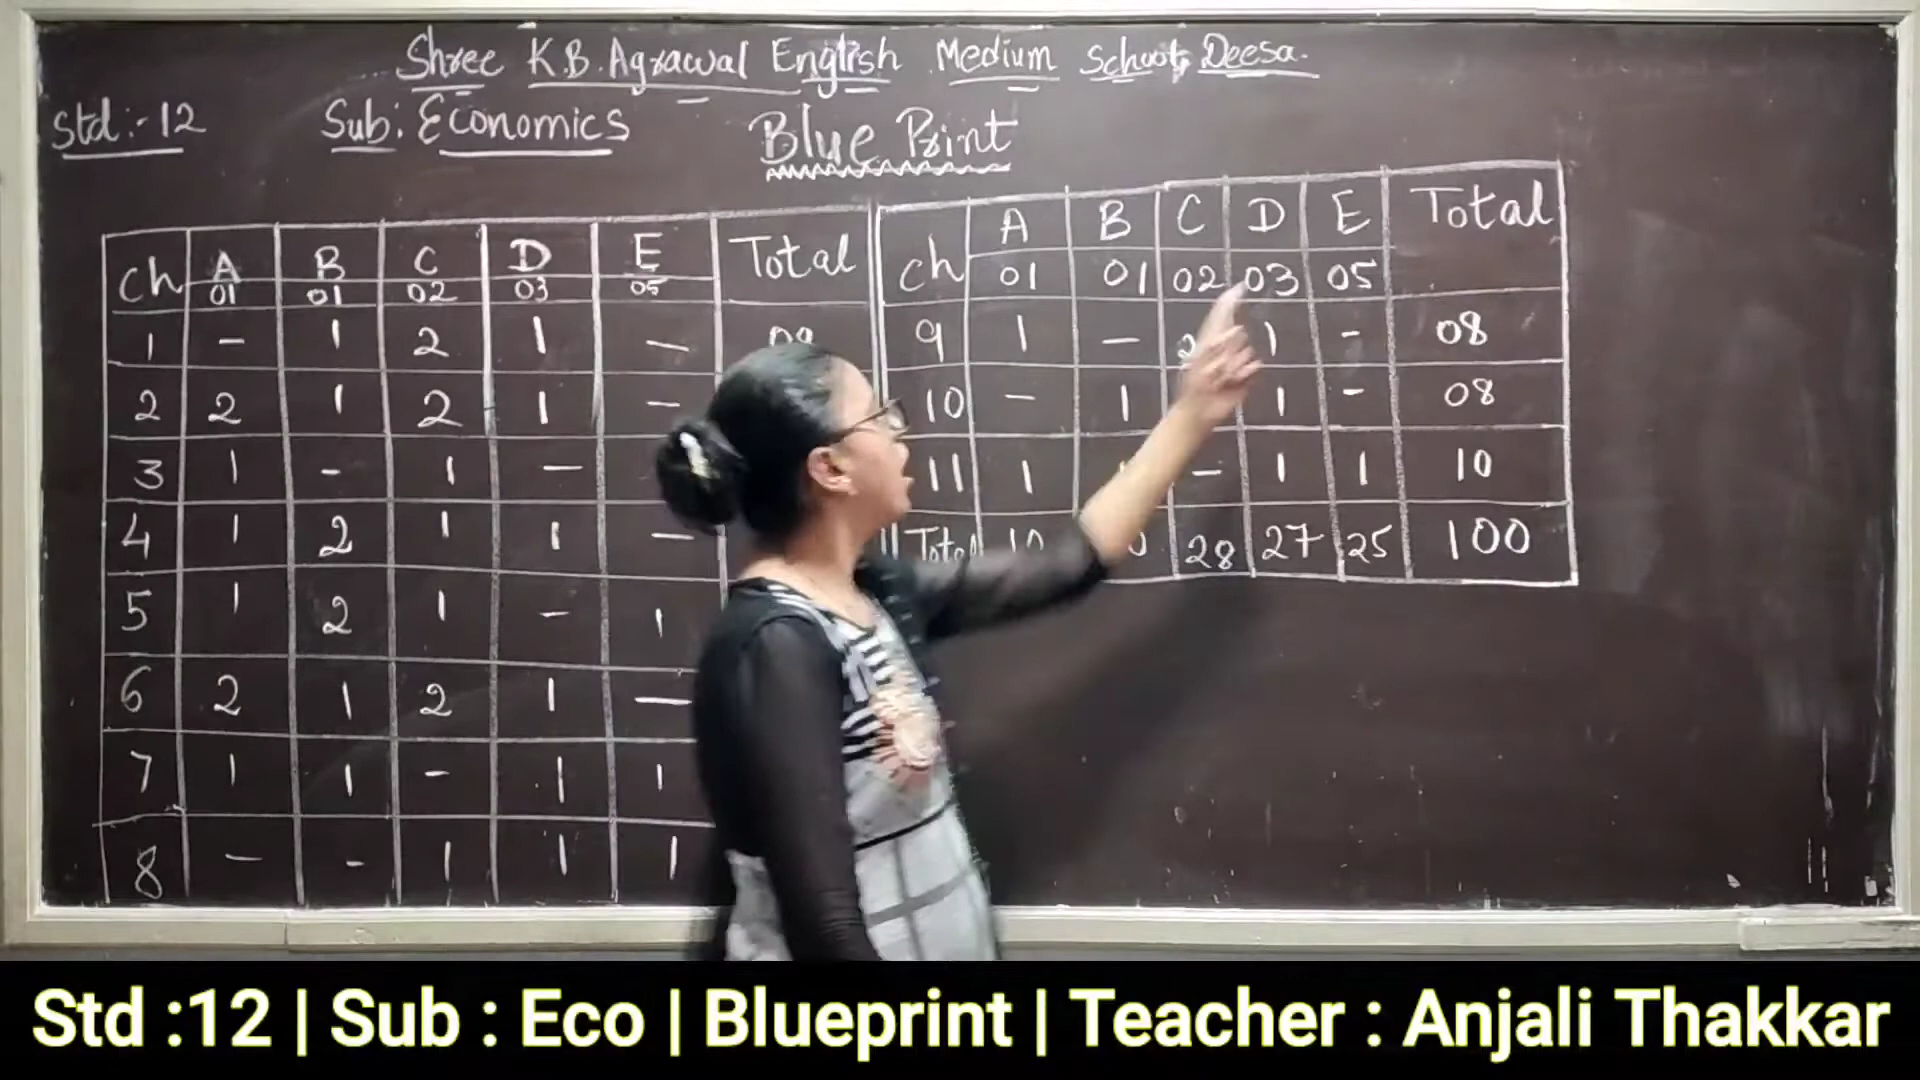 Shree K.B. Agrawal English Medium School, Deesa.
Std :- 12 Sub : Economics Blue Print
Ch A B C D E Total
01 01 02 03 05
1 - 1 2 1 -
2 2 1 2 1 -
3 1 - 1 -
4 1 2 1 1 -
5 1 2 1 - 1
6 2 1 2 1 -
7 1 1 - 1 1
8 - - 1 1 1
Ch A B C D E Total
01 01 02 03 05
9 1 - 1 - 08
10 - 1 1 - 08
11 1 - 1 1 10
Total 10 28 27 25 100
Std :12 | Sub : Eco | Blueprint | Teacher : Anjali Thakkar